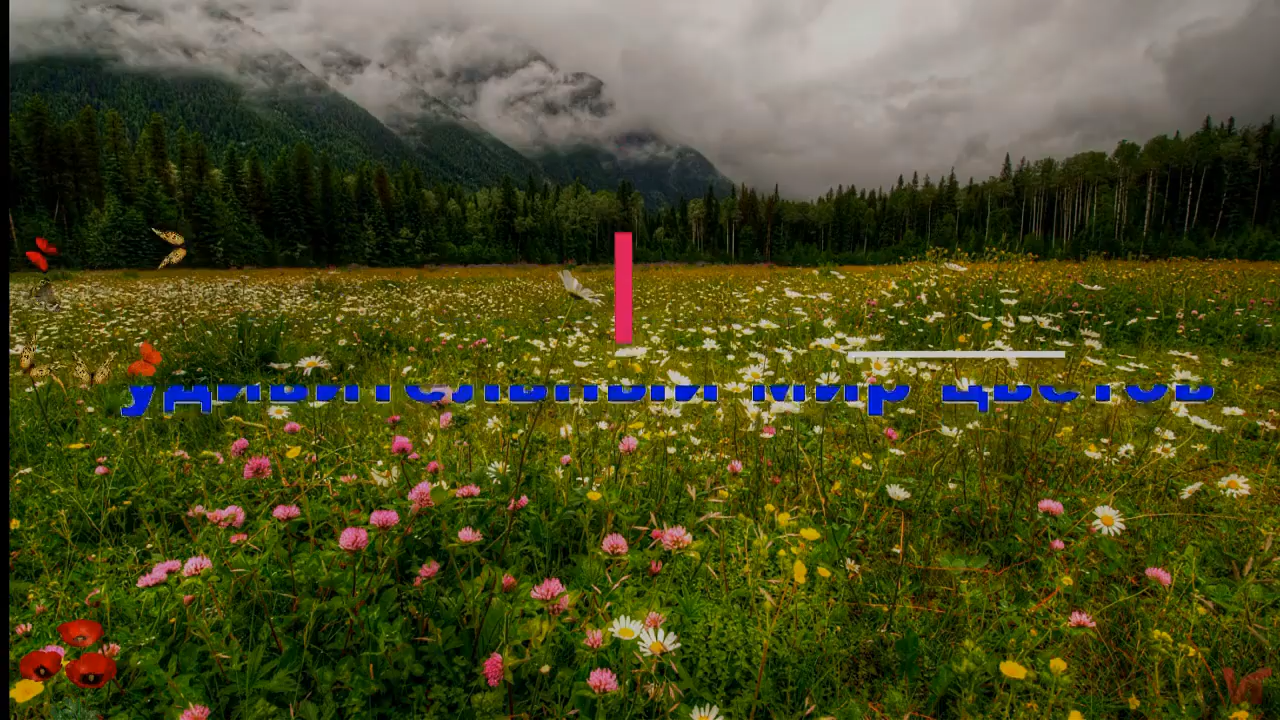 удивительный мир цветов